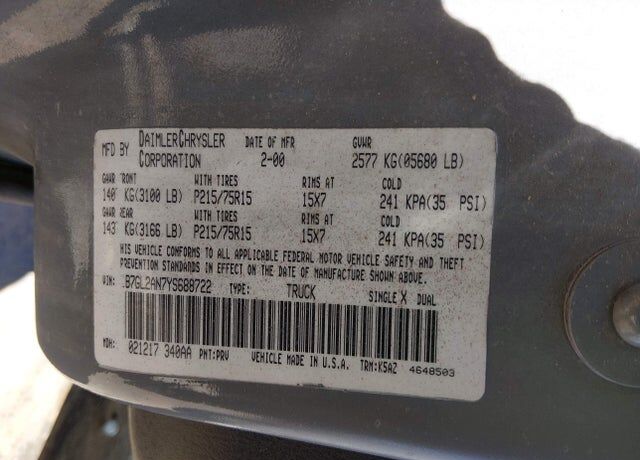 MFD BY DAIMLERCHRYSLER CORPORATION DATE OF MFR 2-00 GVWR 2577 KG(05680 LB)
GAWR FRONT WITH TIRES RIMS AT COLD
KG(3100 LB) P215/75R15 15X7 241 KPA(35 PSI)
GAWR REAR WITH TIRES RIMS AT COLD
KG(3166 LB) P215/75R15 15X7 241 KPA(35 PSI)
HIS VEHICLE CONFORMS TO ALL APPLICABLE FEDERAL MOTOR VEHICLE SAFETY AND THEFT
PREVENTION STANDARDS IN EFFECT ON THE DATE OF MANUFACTURE SHOWN ABOVE.
VIN: B7GL2AN7YS688722 TYPE: TRUCK SINGLE X DUAL
MDH: 021217 340AA PNT:PRV VEHICLE MADE IN U.S.A. TRM:K5AZ 4648503